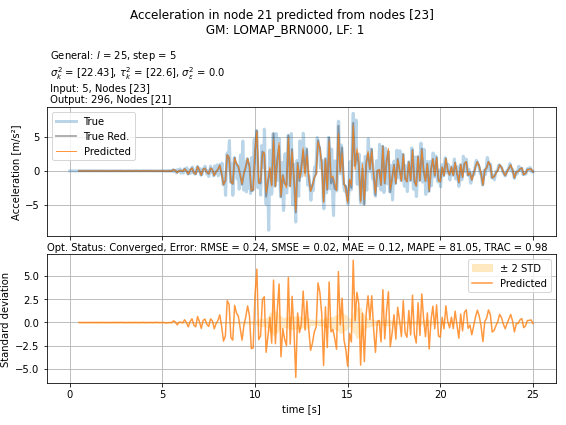 Acceleration in node 21 predicted from nodes [23]
GM: LOMAP_BRN000, LF: 1
General: l = 25, step = 5
σ²ₖ = [22.43], τ²ₖ = [22.6], σ²ε = 0.0
Input: 5, Nodes [23]
Output: 296, Nodes [21]
Acceleration [m/s²]
5
0
−5
True
True Red.
Predicted
Opt. Status: Converged, Error: RMSE = 0.24, SMSE = 0.02, MAE = 0.12, MAPE = 81.05, TRAC = 0.98
Standard deviation
5.0
2.5
0.0
−2.5
−5.0
± 2 STD
Predicted
0 5 10 15 20 25
time [s]